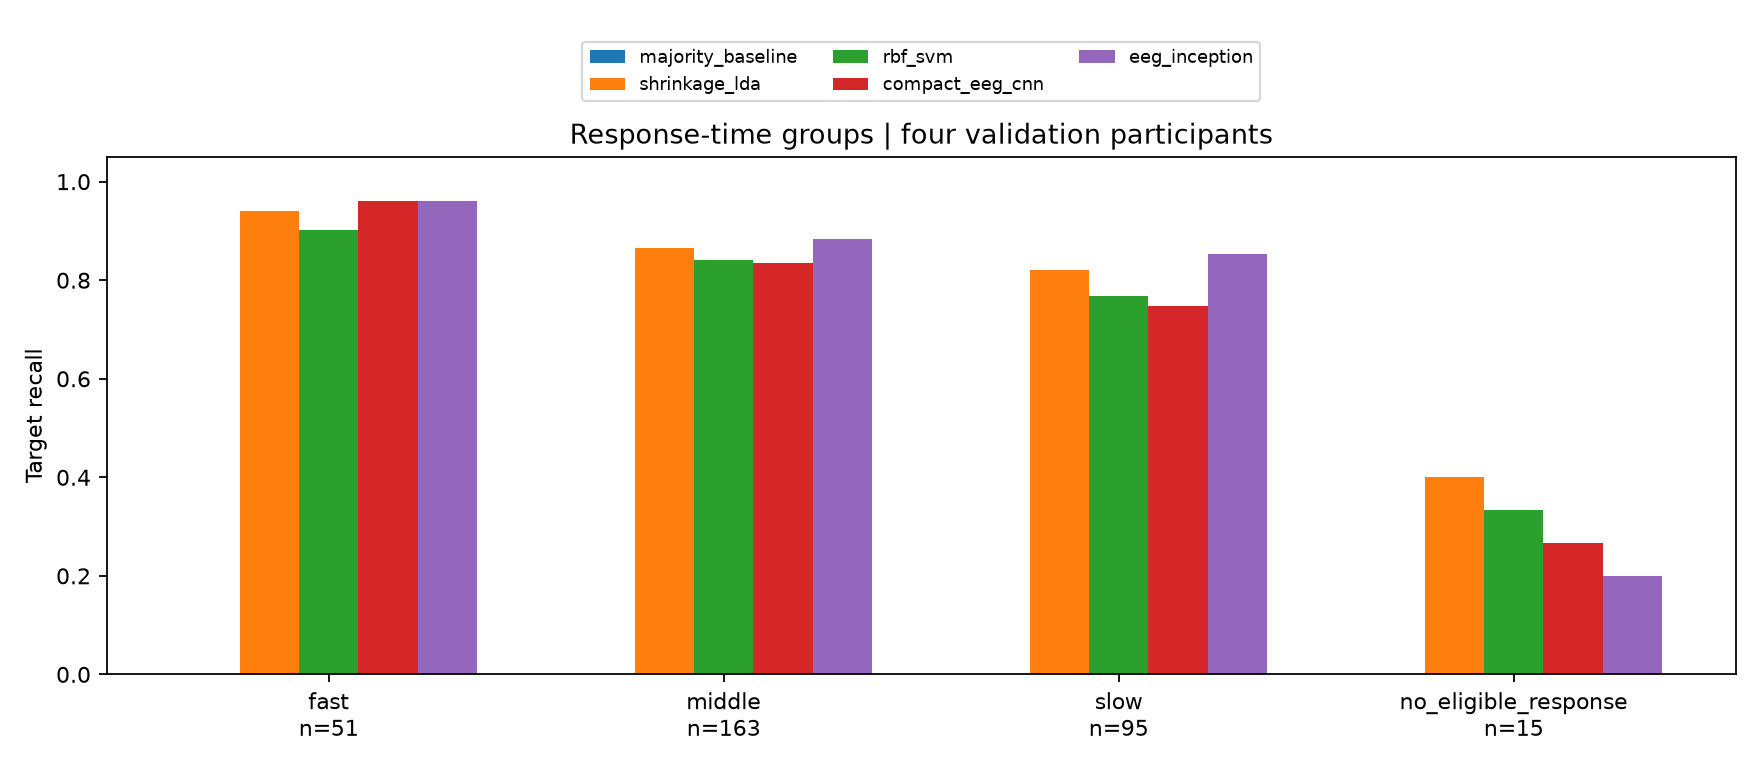 majority_baseline
shrinkage_lda
rbf_svm
compact_eeg_cnn
eeg_inception
Response-time groups | four validation participants
Target recall
1.0
0.8
0.6
0.4
0.2
0.0
fast
n=51
middle
n=163
slow
n=95
no_eligible_response
n=15